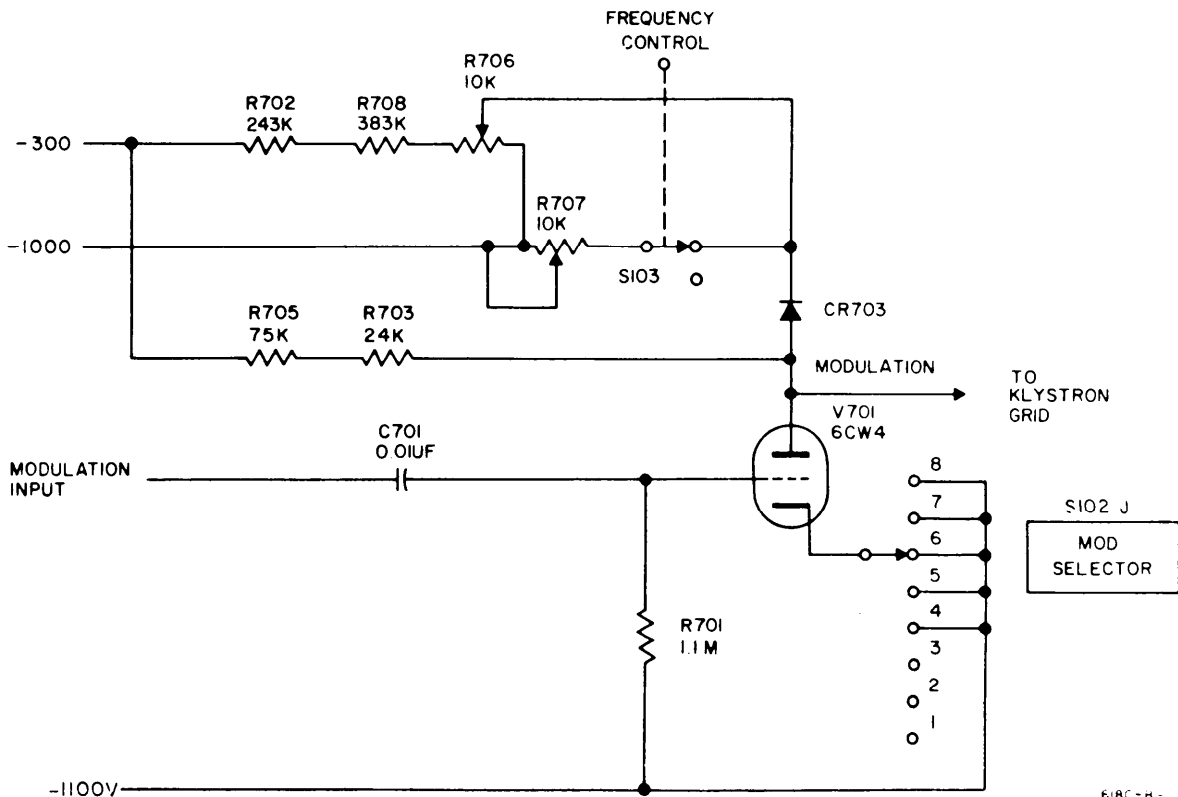 FREQUENCY
CONTROL
R706
10K
R702
243K
R708
383K
-300
R707
10K
-1000
S103
CR703
R705
75K
R703
24K
MODULATION
TO
KLYSTRON
GRID
V701
6CW4
C701
0.01UF
MODULATION
INPUT
8
7
6
5
4
3
2
1
S102 J
MOD
SELECTOR
R701
1.1 M
-1100V